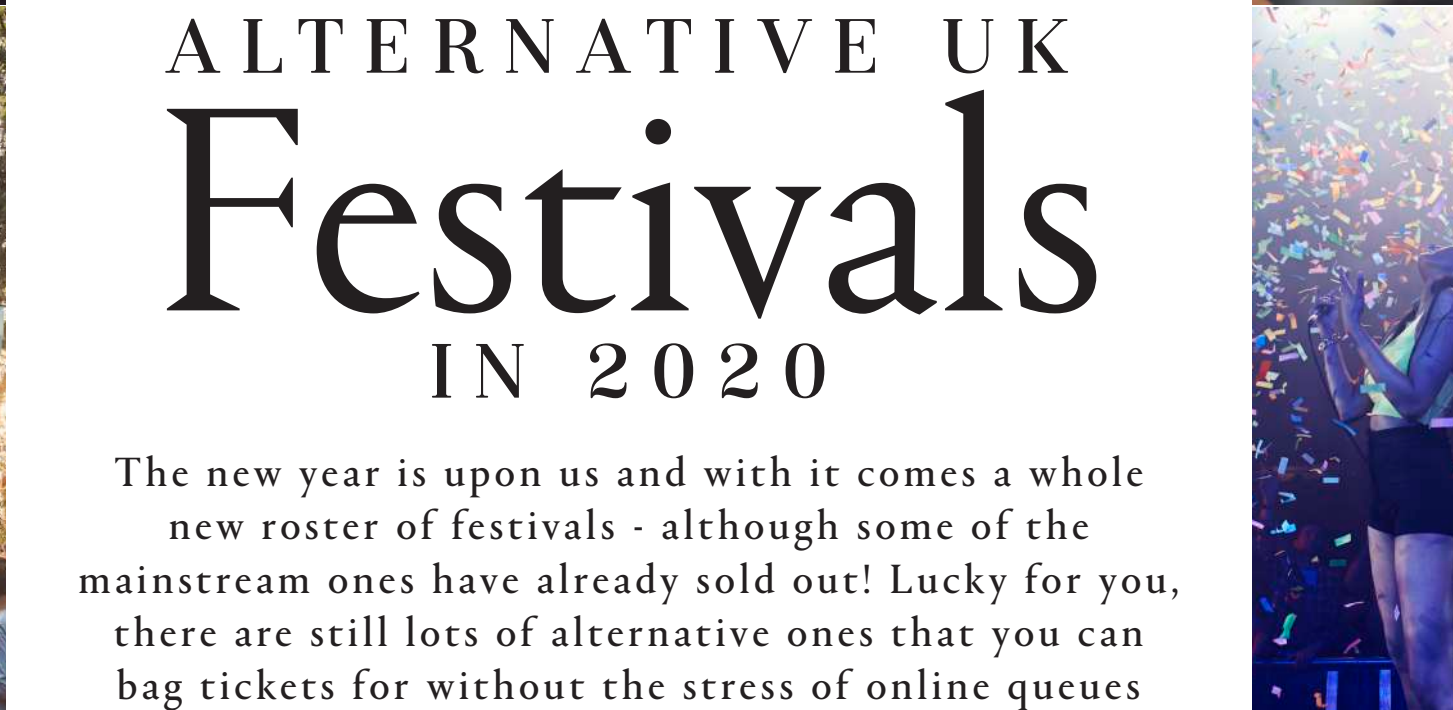 ALTERNATIVE UK
Festivals
IN 2020
The new year is upon us and with it comes a whole
new roster of festivals - although some of the
mainstream ones have already sold out! Lucky for you,
there are still lots of alternative ones that you can
bag tickets for without the stress of online queues